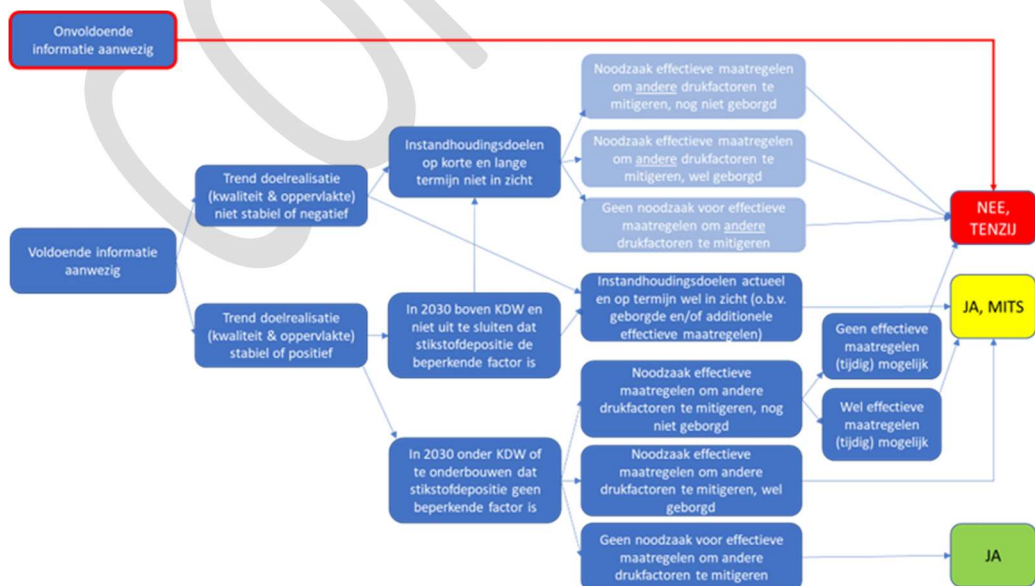 Onvoldoende
informatie aanwezig
Voldoende informatie
aanwezig
Trend doelrealisatie
(kwaliteit & oppervlakte)
niet stabiel of negatief
Trend doelrealisatie
(kwaliteit & oppervlakte)
stabiel of positief
Instandhoudingsdoelen
op korte en lange
termijn niet in zicht
In 2030 boven KDW en
niet uit te sluiten dat
stikstofdepositie de
beperkende factor is
In 2030 onder KDW of
te onderbouwen dat
stikstofdepositie geen
beperkende factor is
Noodzaak effectieve maatregelen
om andere drukfactoren te
mitigeren, nog niet geborgd
Noodzaak effectieve maatregelen
om andere drukfactoren te
mitigeren, wel geborgd
Geen noodzaak voor effectieve
maatregelen om andere
drukfactoren te mitigeren
Instandhoudingsdoelen actueel
en op termijn wel in zicht (o.b.v.
geborgde en/of additionele
effectieve maatregelen)
Noodzaak effectieve
maatregelen om andere
drukfactoren te mitigeren, nog
niet geborgd
Noodzaak effectieve
maatregelen om andere
drukfactoren te mitigeren, wel
geborgd
Geen noodzaak voor effectieve
maatregelen om andere
drukfactoren te mitigeren
Geen effectieve
maatregelen
(tijdig) mogelijk
Wel effectieve
maatregelen
(tijdig) mogelijk
NEE,
TENZIJ
JA, MITS
JA